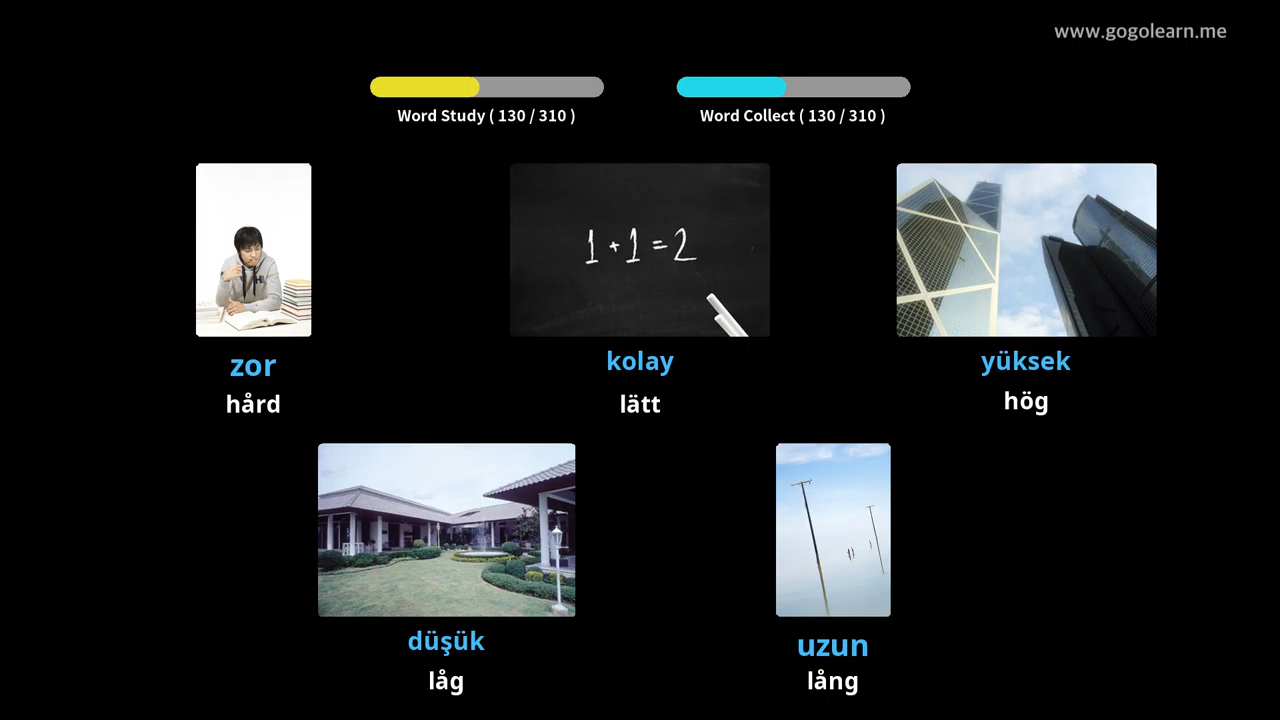 www.gogolearn.me
Word Study ( 130 / 310 )
Word Collect ( 130 / 310 )
1 + 1 = 2
zor
hård
kolay
lätt
yüksek
hög
düşük
låg
uzun
lång